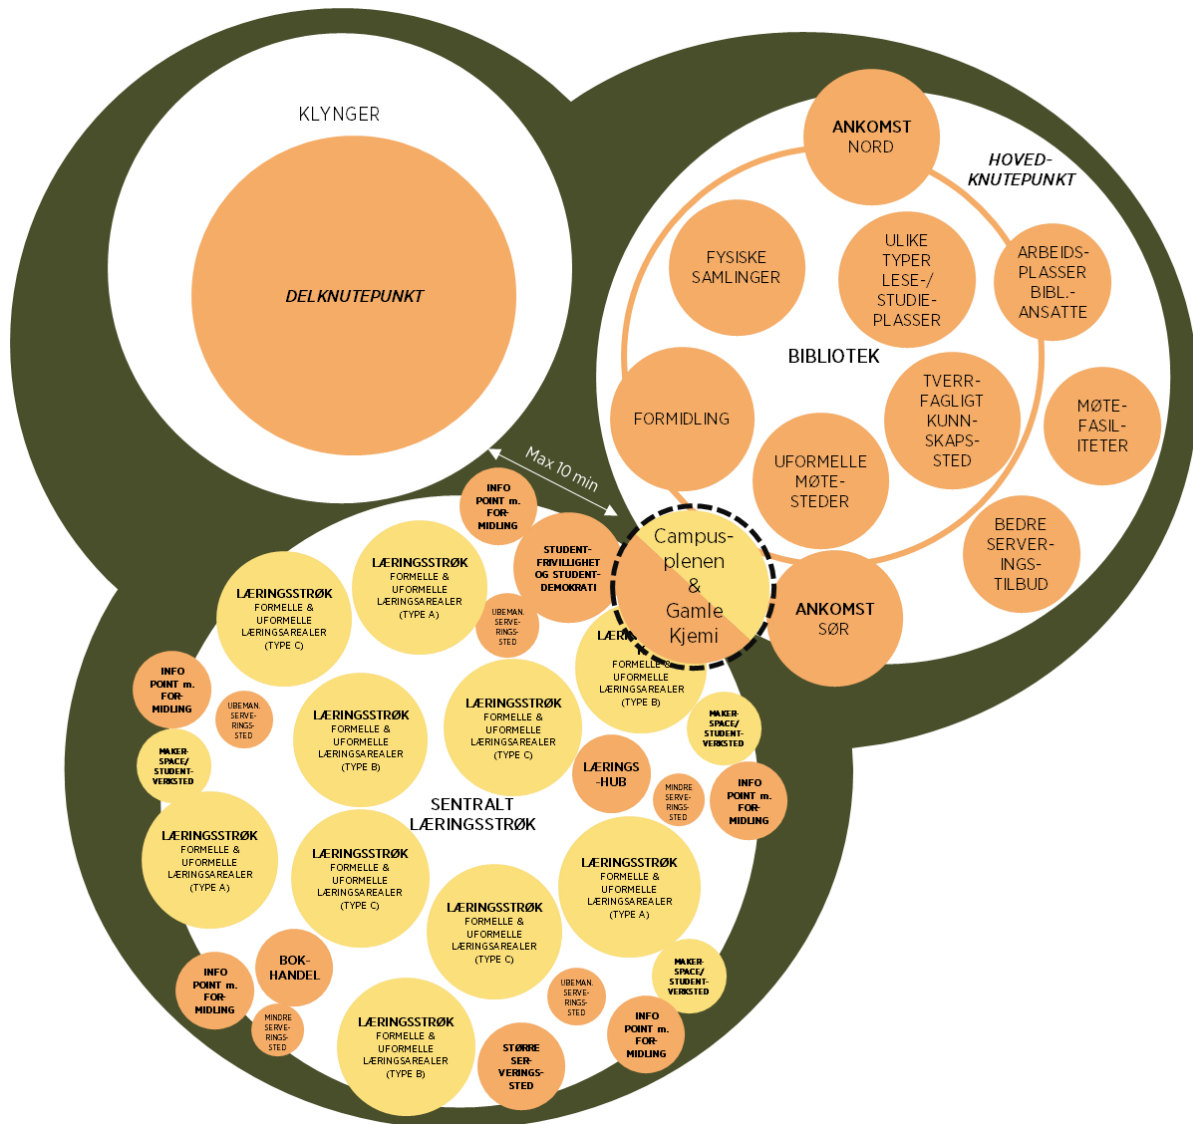 KLYNGER
DELKNUTEPUNKT
ANKOMST
NORD
HOVED-
KNUTEPUNKT
FYSISKE
SAMLINGER
ULIKE
TYPER
LESE-/
STUDIE-
PLASSER
ARBEIDS-
PLASSER
BIBL.-
ANSATTE
BIBLIOTEK
FORMIDLING
TVERR-
FAGLIGT
KUNN-
SKAPS-
STED
MØTE-
FASIL-
ITETER
UFORMELLE
MØTE-
STEDER
BEDRE
SERVER-
INGS-
TILBUD
ANKOMST
SØR
Campus-
plenen
&
Gamle
Kjemi
Max 10 min
INFO
POINT m.
FOR-
MIDLING
STUDENT-
FRIVILLIGHET
OG STUDENT-
DEMOKRATI
LÆRINGSSTRØK
FORMELLE &
UFORMELLE
LÆRINGSAREALER
(TYPE A)
LÆRINGSSTRØK
FORMELLE &
UFORMELLE
LÆRINGSAREALER
(TYPE C)
UBEMAN.
SERVE-
RINGS-
STED
FORMELLE &
UFORMELLE
LÆRINGSAREALER
(TYPE B)
INFO
POINT m.
FOR-
MIDLING
UBEMAN.
SERVE-
RINGS-
STED
LÆRINGSSTRØK
FORMELLE &
UFORMELLE
LÆRINGSAREALER
(TYPE B)
LÆRINGSSTRØK
FORMELLE &
UFORMELLE
LÆRINGSAREALER
(TYPE C)
MAKER-
SPACE/
STUDENT-
VERKSTED
MAKER-
SPACE/
STUDENT-
VERKSTED
LÆRINGS
-HUB
MINDRE
SERVE-
RINGS-
STED
INFO
POINT m.
FOR-
MIDLING
SENTRALT
LÆRINGSSTRØK
LÆRINGSSTRØK
FORMELLE &
UFORMELLE
LÆRINGSAREALER
(TYPE A)
LÆRINGSSTRØK
FORMELLE &
UFORMELLE
LÆRINGSAREALER
(TYPE C)
LÆRINGSSTRØK
FORMELLE &
UFORMELLE
LÆRINGSAREALER
(TYPE C)
LÆRINGSSTRØK
FORMELLE &
UFORMELLE
LÆRINGSAREALER
(TYPE A)
INFO
POINT m.
FOR-
MIDLING
BOK-
HANDEL
MINDRE
SERVE-
RINGS-
STED
LÆRINGSSTRØK
FORMELLE &
UFORMELLE
LÆRINGSAREALER
(TYPE B)
STØRRE
SER-
VERINGS-
STED
UBEMAN.
SERVE-
RINGS-
STED
MAKER-
SPACE/
STUDENT-
VERKSTED
INFO
POINT m.
FOR-
MIDLING